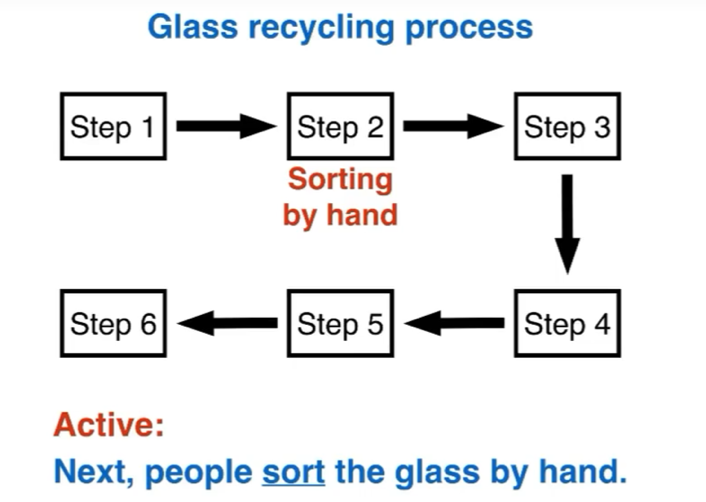 Glass recycling process
Step 1
Step 2
Step 3
Sorting
by hand
Step 6
Step 5
Step 4
Active:
Next, people sort the glass by hand.